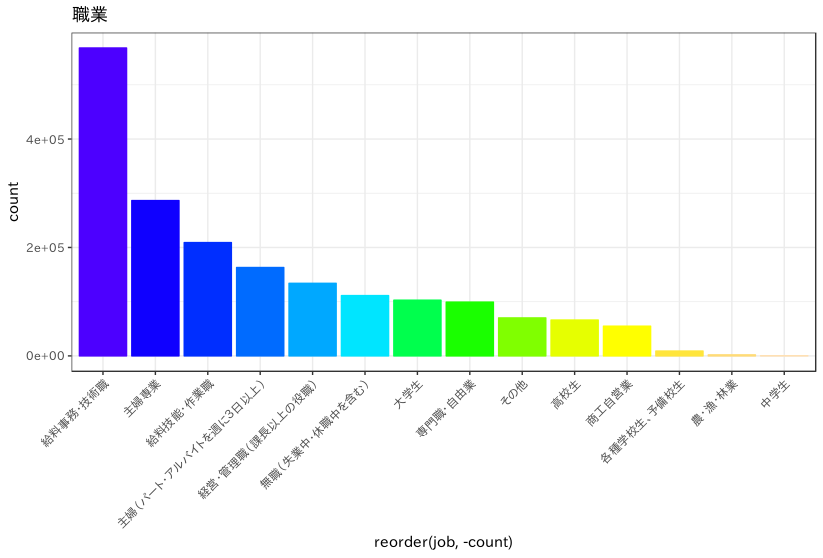 職業
count
4e+05
2e+05
0e+00
給料事務・技術職
主婦専業
給料技能・作業職
主婦（パート・アルバイトを週に3日以上）
経営・管理職（課長以上の役職）
無職（失業中・休職中を含む）
大学生
専門職・自由業
その他
高校生
商工自営業
各種学校生、予備校生
農・漁・林業
中学生
reorder(job, -count)